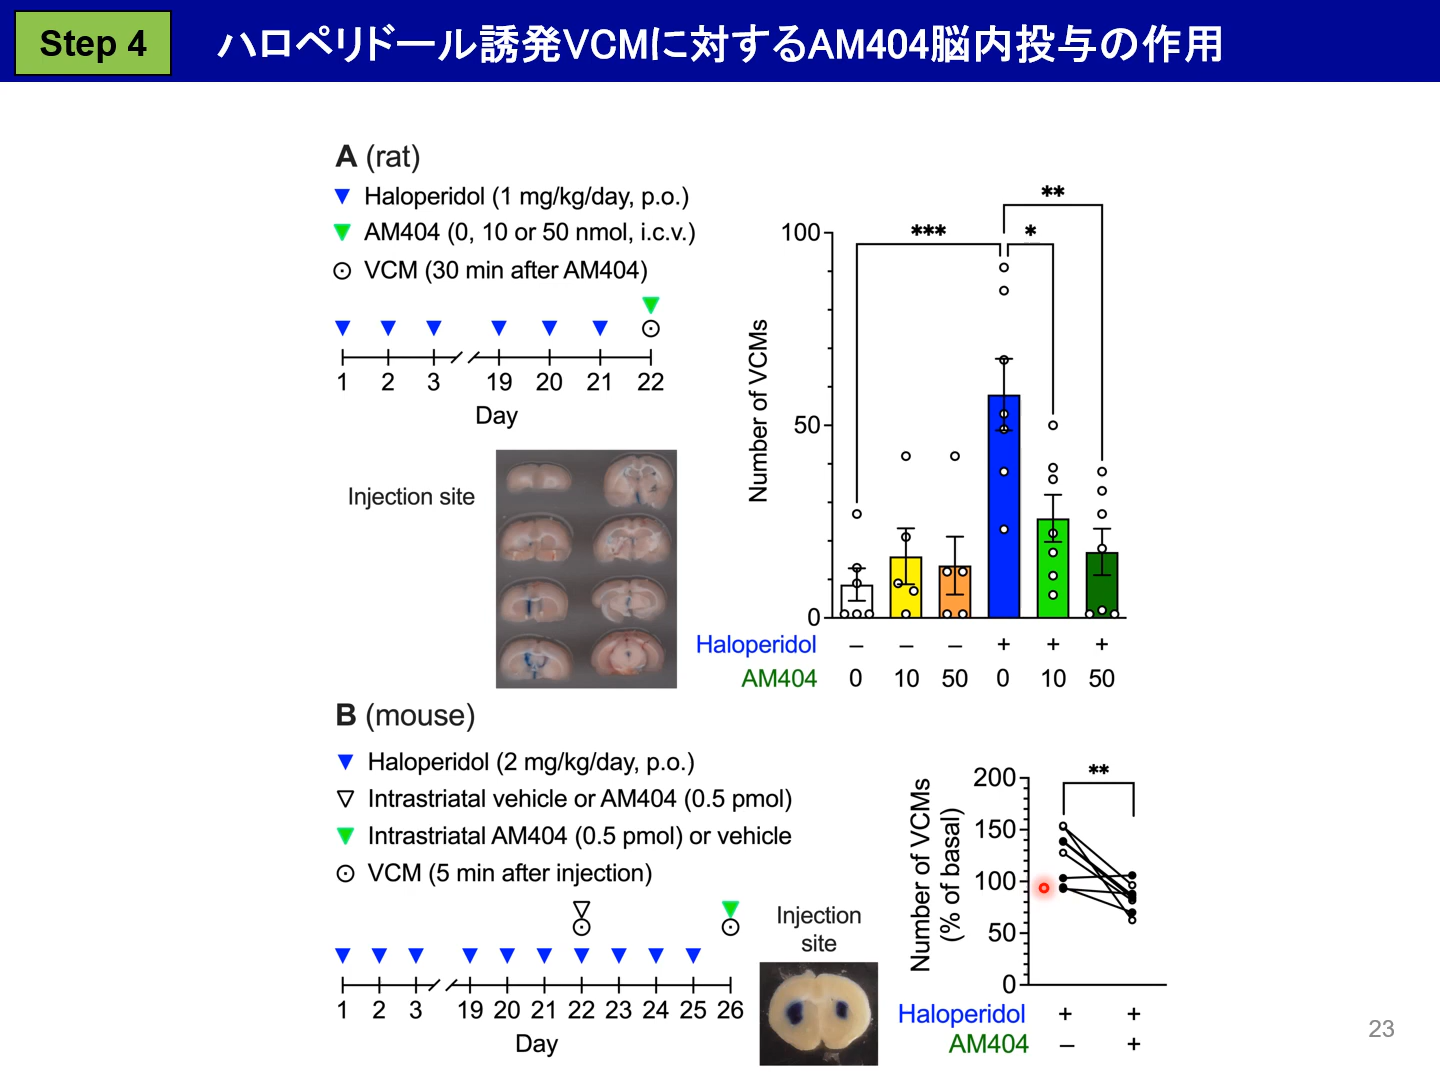 Step 4
ハロペリドール誘発VCMに対するAM404脳内投与の作用
A (rat)
Haloperidol (1 mg/kg/day, p.o.)
AM404 (0, 10 or 50 nmol, i.c.v.)
VCM (30 min after AM404)
1 2 3 19 20 21 22
Day
Injection site
Number of VCMs
100
50
0
***
**
*
Haloperidol – – – + + +
AM404 0 10 50 0 10 50
B (mouse)
Haloperidol (2 mg/kg/day, p.o.)
Intrastriatal vehicle or AM404 (0.5 pmol)
Intrastriatal AM404 (0.5 pmol) or vehicle
VCM (5 min after injection)
1 2 3 19 20 21 22 23 24 25 26
Day
Injection
site
Number of VCMs
(% of basal)
200
150
100
50
0
**
Haloperidol + +
AM404 – +
23